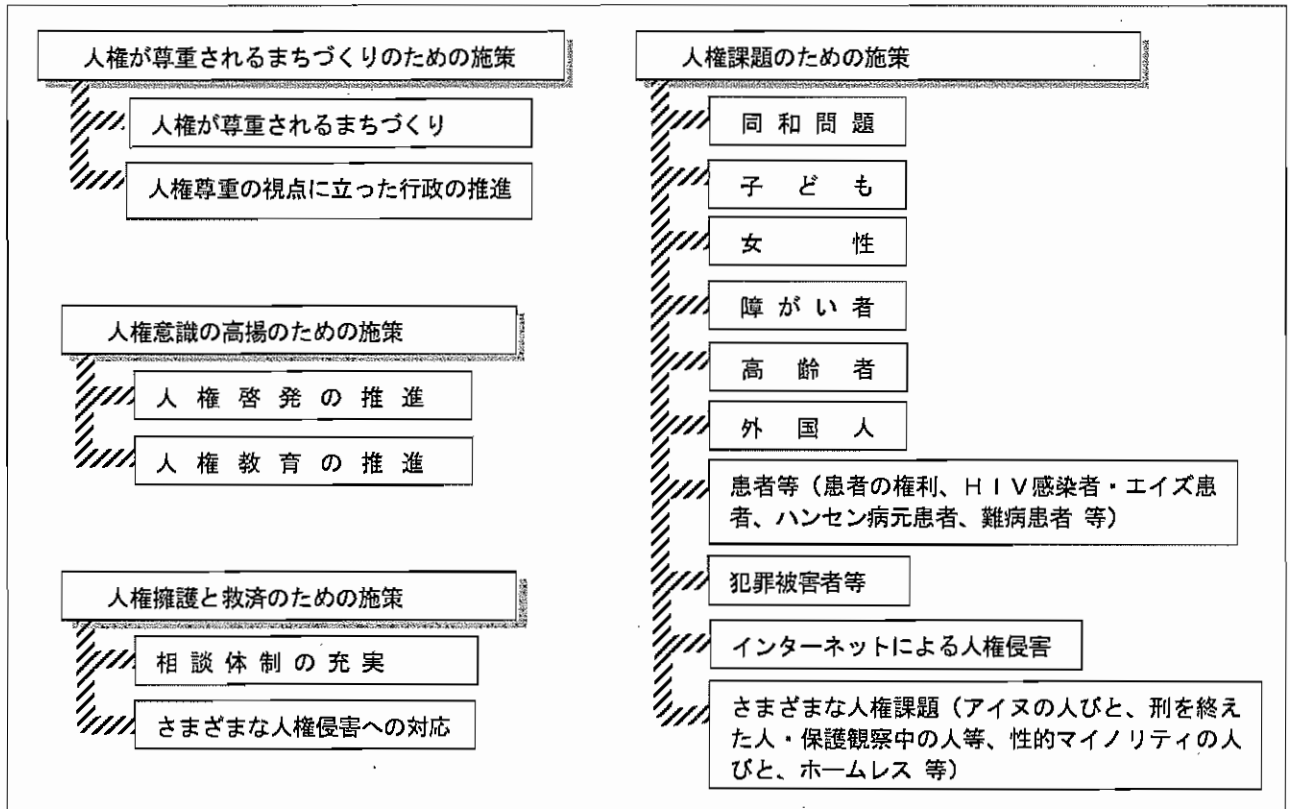 人権が尊重されるまちづくりのための施策
人権が尊重されるまちづくり
人権尊重の視点に立った行政の推進
人権意識の高揚のための施策
人権啓発の推進
人権教育の推進
人権擁護と救済のための施策
相談体制の充実
さまざまな人権侵害への対応
人権課題のための施策
同和問題
子ども
女性
障がい者
高齢者
外国人
患者等（患者の権利、ＨＩＶ感染者・エイズ患
者、ハンセン病元患者、難病患者 等）
犯罪被害者等
インターネットによる人権侵害
さまざまな人権課題（アイヌの人びと、刑を終え
た人・保護観察中の人等、性的マイノリティの人
びと、ホームレス 等）